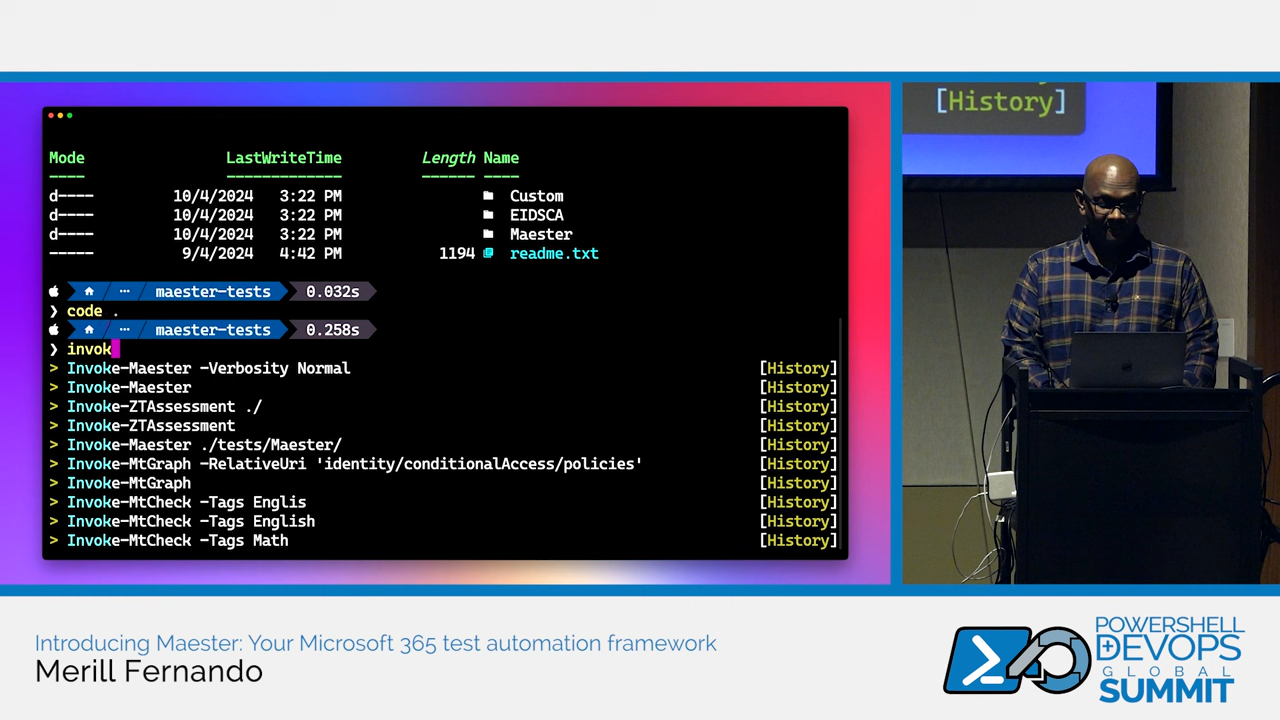 Mode LastWriteTime Length Name
---- ------------- ------ ----
d---- 10/4/2024 3:22 PM Custom
d---- 10/4/2024 3:22 PM EIDSCA
d---- 10/4/2024 3:22 PM Maester
----- 9/4/2024 4:42 PM 1194 readme.txt
··· maester-tests 0.032s
❯ code .
··· maester-tests 0.258s
❯ invok
> Invoke-Maester -Verbosity Normal [History]
> Invoke-Maester [History]
> Invoke-ZTAssessment ./ [History]
> Invoke-ZTAssessment [History]
> Invoke-Maester ./tests/Maester/ [History]
> Invoke-MtGraph -RelativeUri 'identity/conditionalAccess/policies' [History]
> Invoke-MtGraph [History]
> Invoke-MtCheck -Tags Englis [History]
> Invoke-MtCheck -Tags English [History]
> Invoke-MtCheck -Tags Math [History]
[History]
Introducing Maester: Your Microsoft 365 test automation framework
Merill Fernando
POWERSHELL
DEVOPS
GLOBAL
SUMMIT